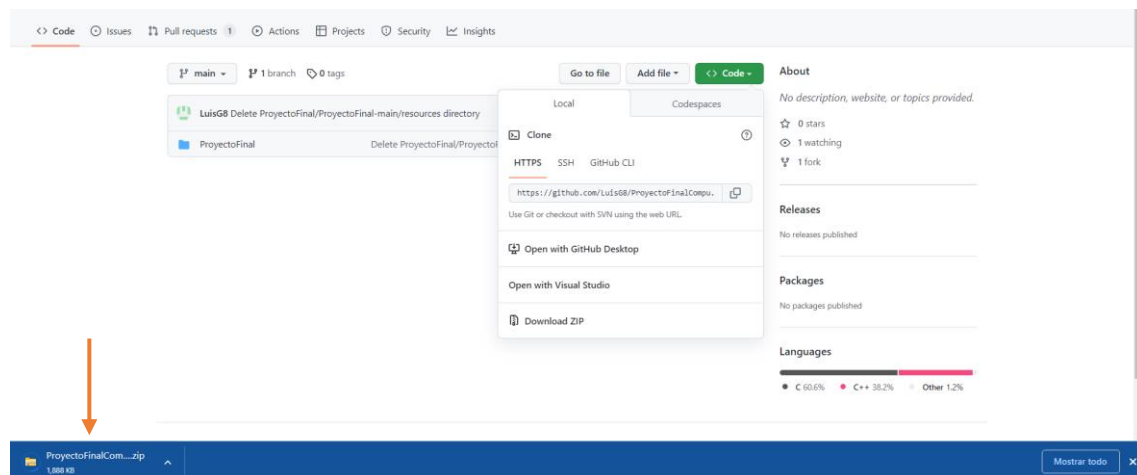 Code Issues Pull requests 1 Actions Projects Security Insights
main 1 branch 0 tags Go to file Add file Code
LuisG8 Delete ProyectoFinal/ProyectoFinal-main/resources directory
ProyectoFinal Delete ProyectoFinal/Proyecto
Local Codespaces
Clone
HTTPS SSH GitHub CLI
https://github.com/LuisG8/ProyectoFinalCompu.
Use Git or checkout with SVN using the web URL.
Open with GitHub Desktop
Open with Visual Studio
Download ZIP
About
No description, website, or topics provided.
0 stars
1 watching
1 fork
Releases
No releases published
Packages
No packages published
Languages
C 60.6% C++ 38.2% Other 1.2%
ProyectoFinalCom....zip
1,888 KB
Mostrar todo